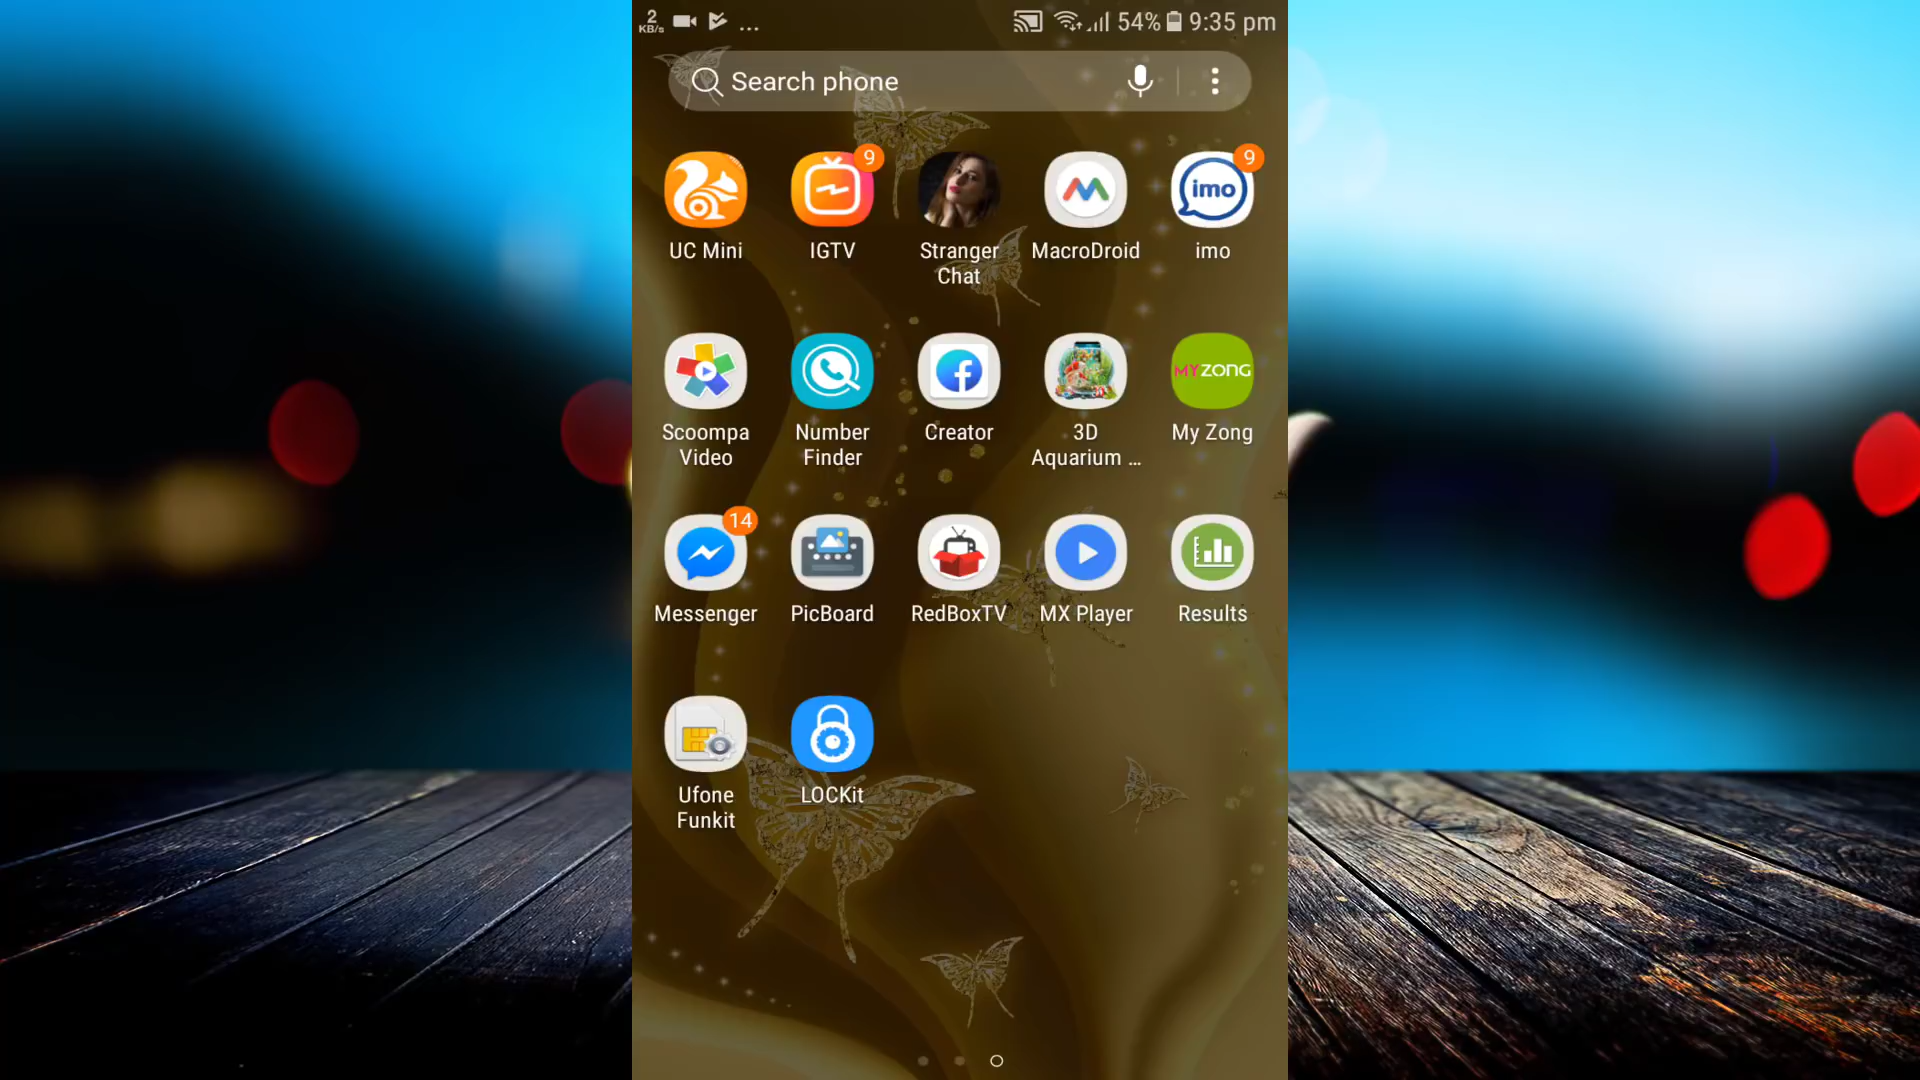 2
KB/s
... 54% 9:35 pm
Search phone
9 9
imo
UC Mini IGTV Stranger Chat MacroDroid imo
MYZONG
Scoompa Video Number Finder Creator 3D Aquarium ... My Zong
14
Messenger PicBoard RedBoxTV MX Player Results
Ufone Funkit LOCKit